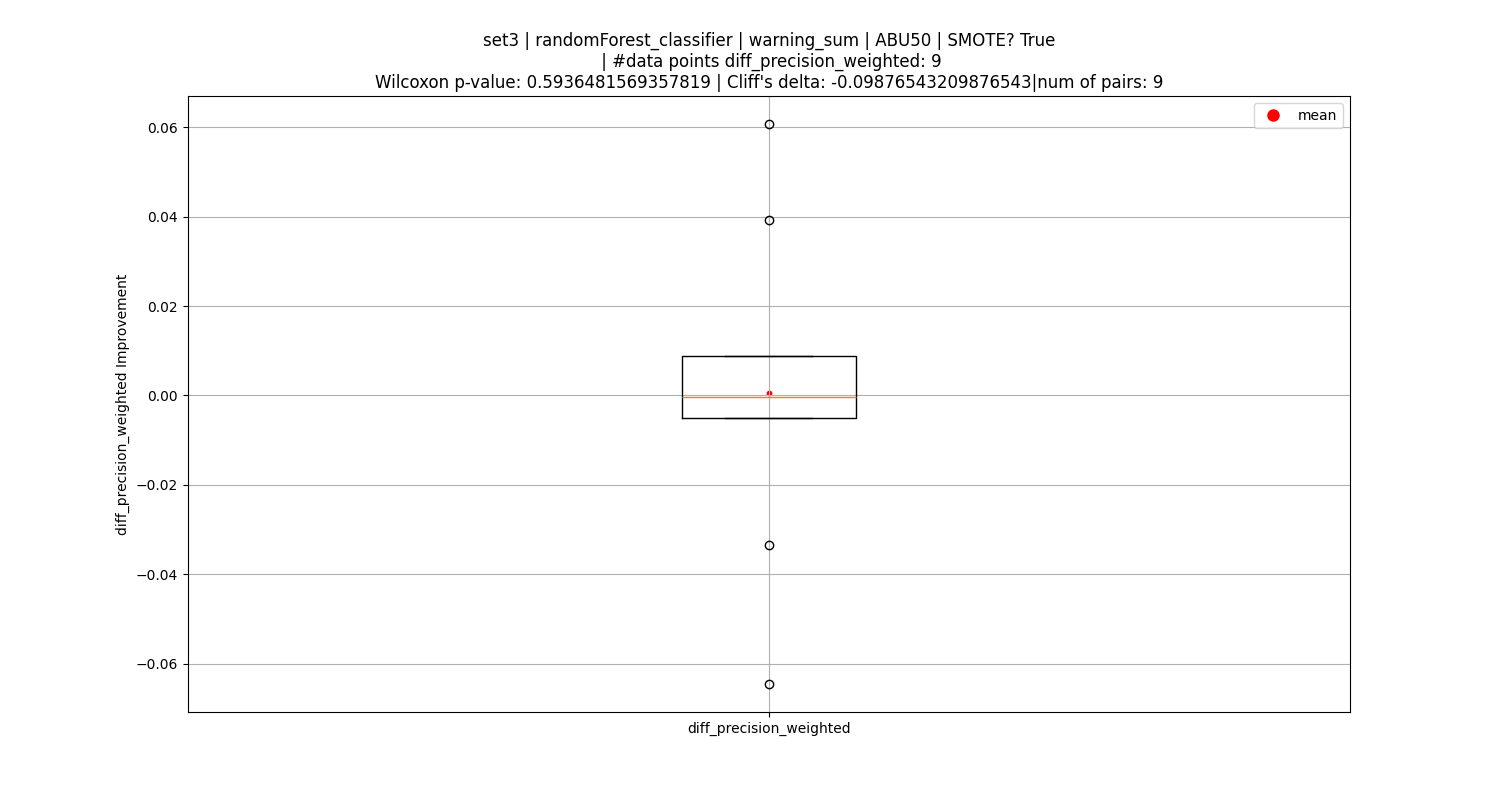 set3 | randomForest_classifier | warning_sum | ABU50 | SMOTE? True
| #data points diff_precision_weighted: 9
Wilcoxon p-value: 0.5936481569357819 | Cliff's delta: -0.09876543209876543|num of pairs: 9
mean
0.06
0.04
0.02
0.00
−0.02
−0.04
−0.06
diff_precision_weighted Improvement
diff_precision_weighted